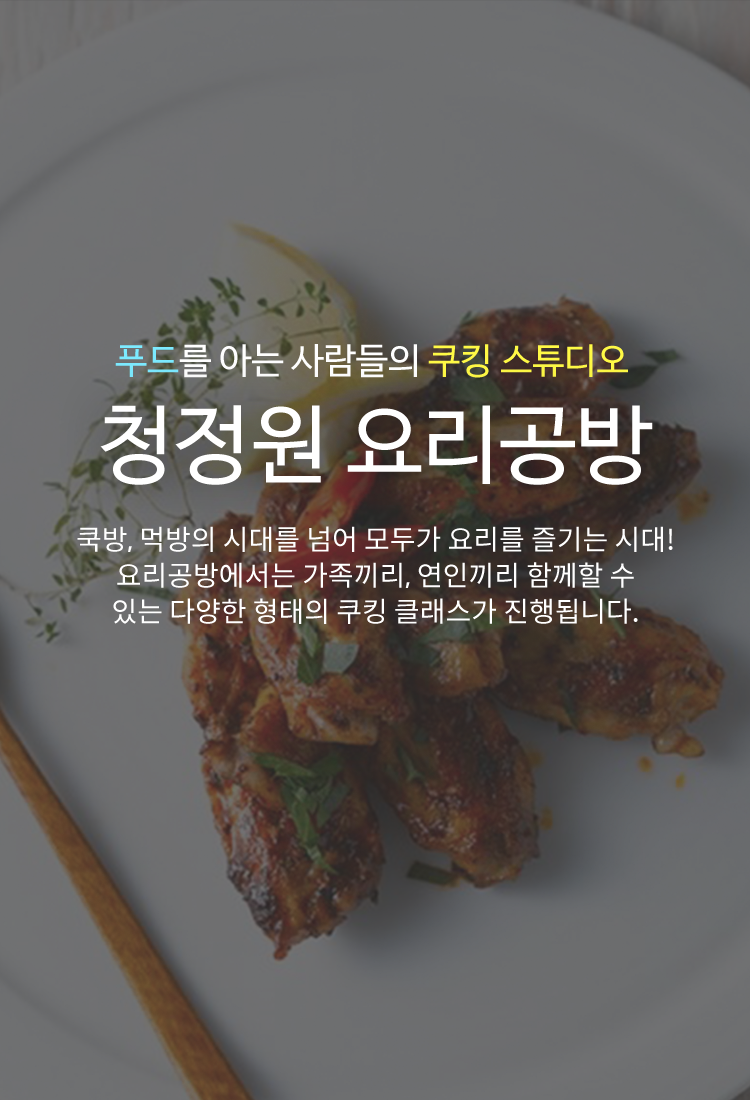 푸드를 아는 사람들의 쿠킹 스튜디오
청정원 요리공방
쿡방, 먹방의 시대를 넘어 모두가 요리를 즐기는 시대!
요리공방에서는 가족끼리, 연인끼리 함께할 수
있는 다양한 형태의 쿠킹 클래스가 진행됩니다.